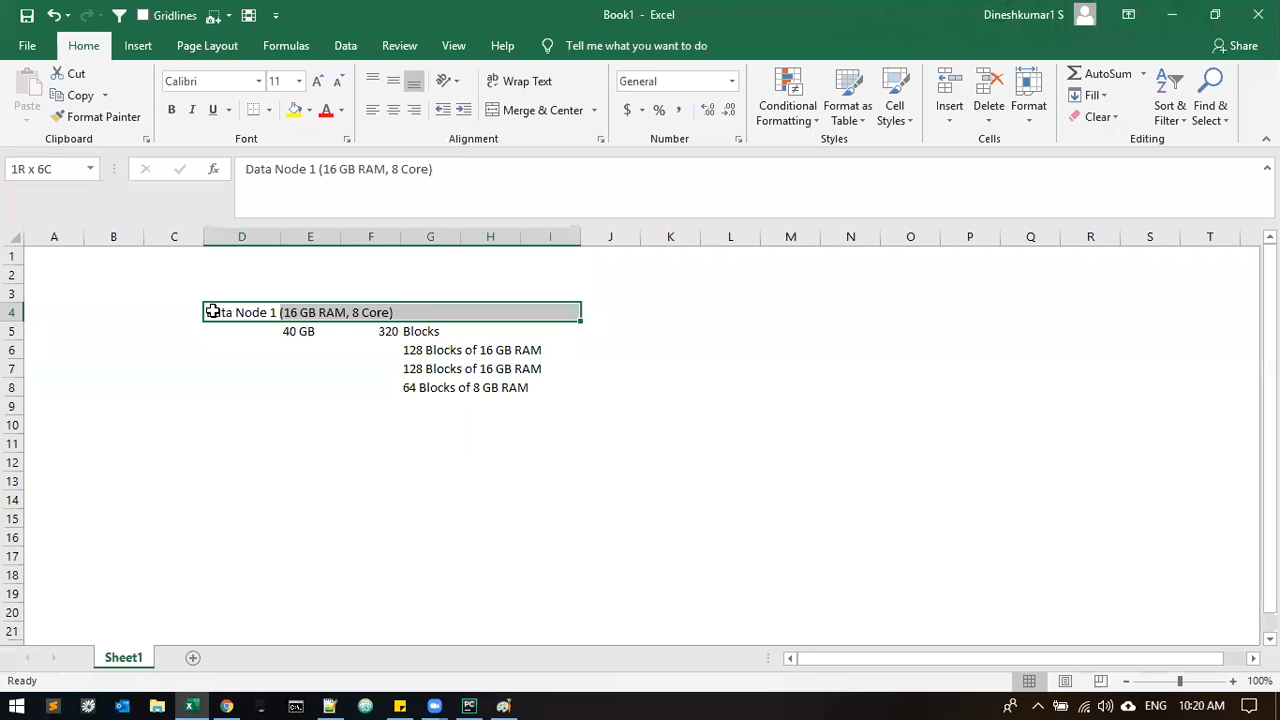 Gridlines
Book1 - Excel
Dineshkumar1 S
File Home Insert Page Layout Formulas Data Review View Help Tell me what you want to do Share
Paste
Cut
Copy
Format Painter
Clipboard
Calibri 11
B I U
Font
Wrap Text
Merge & Center
Alignment
General
$ % ,
Number
Conditional Formatting
Format as Table
Cell Styles
Styles
Insert Delete Format
Cells
AutoSum
Fill
Clear
Sort & Filter
Find & Select
Editing
1R x 6C
fx
Data Node 1 (16 GB RAM, 8 Core)
A B C D E F G H I J K L M N O P Q R S T
1
2
3
4 Data Node 1 (16 GB RAM, 8 Core)
5 40 GB 320 Blocks
6 128 Blocks of 16 GB RAM
7 128 Blocks of 16 GB RAM
8 64 Blocks of 8 GB RAM
9
10
11
12
13
14
15
16
17
18
19
20
21
Sheet1
Ready
100%
ENG 10:20 AM